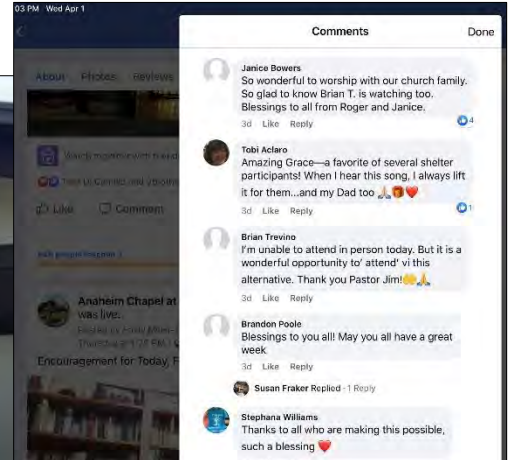 03 PM Wed Apr 1
Comments
Done
About Photos Reviews
Like Comment
Anaheim Chapel at
was live.
Encouragement for Today, F
Janice Bowers
So wonderful to worship with our church family.
So glad to know Brian T. is watching too.
Blessings to all from Roger and Janice.
3d Like Reply
4
Tobi Aclaro
Amazing Grace—a favorite of several shelter
participants! When I hear this song, I always lift
it for them...and my Dad too 🙏🎁❤️
3d Like Reply
1
Brian Trevino
I'm unable to attend in person today. But it is a
wonderful opportunity to' attend' vi this
alternative. Thank you Pastor Jim!👐🙏
3d Like Reply
Brandon Poole
Blessings to you all! May you all have a great
week
3d Like Reply
Susan Fraker Replied · 1 Reply
Stephana Williams
Thanks to all who are making this possible,
such a blessing ❤️